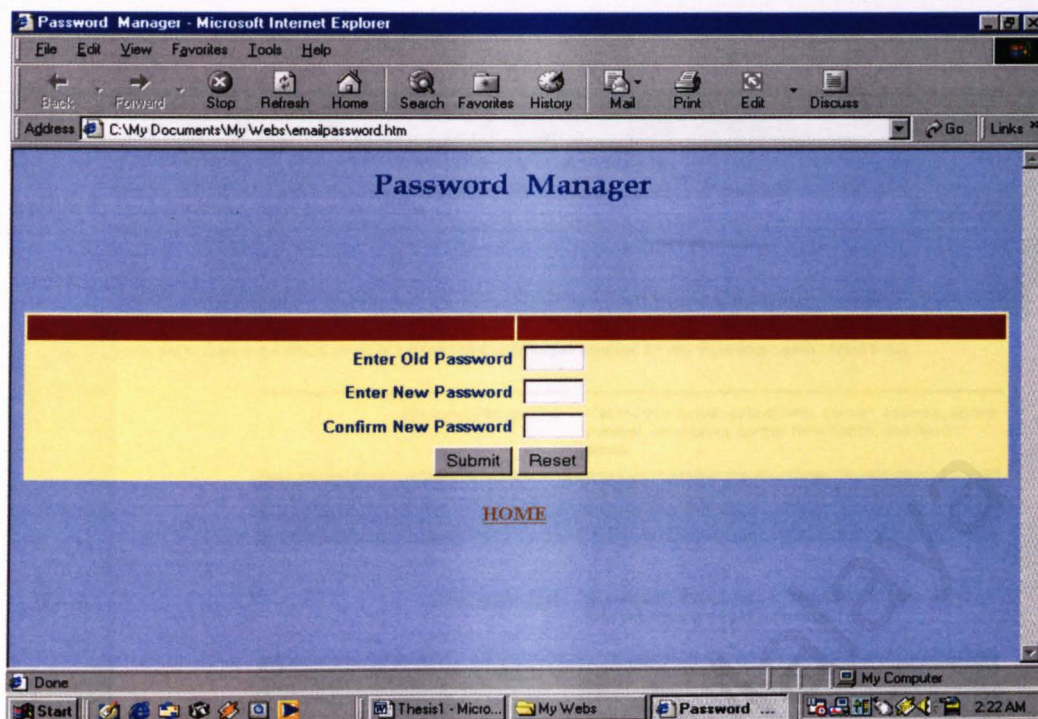 Password Manager - Microsoft Internet Explorer
File Edit View Favorites Tools Help
Back Forward Stop Refresh Home Search Favorites History Mail Print Edit Discuss
Address C:\My Documents\My Webs\emailpassword.htm Go Links »
Password Manager
Enter Old Password
Enter New Password
Confirm New Password
Submit Reset
HOME
Done My Computer
Start Thesis1 - Micro... My Webs Password ... 2:22 AM